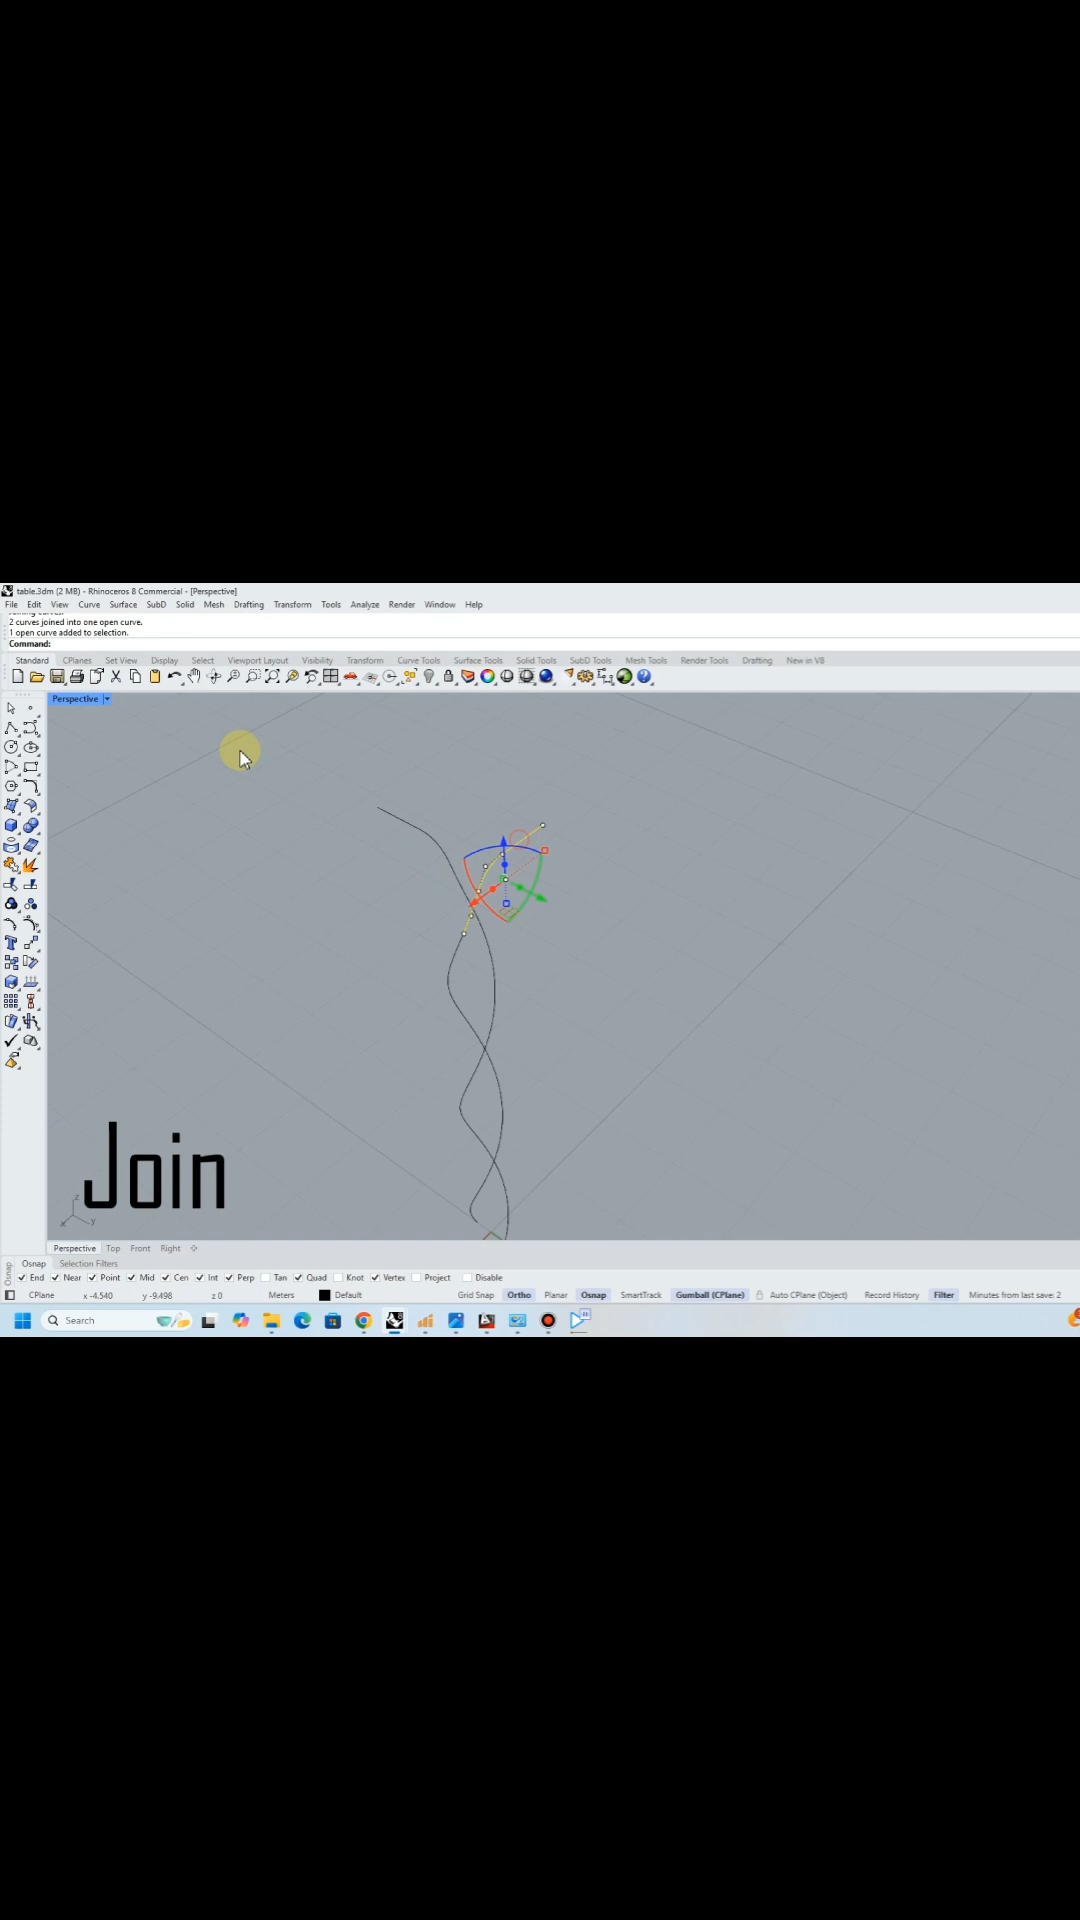 table.3dm (2 MB) - Rhinoceros 8 Commercial - [Perspective]
File Edit View Curve Surface SubD Solid Mesh Drafting Transform Tools Analyze Render Window Help
2 curves joined into one open curve.
1 open curve added to selection.
Command:
Standard CPlanes Set View Display Select Viewport Layout Visibility Transform Curve Tools Surface Tools Solid Tools SubD Tools Mesh Tools Render Tools Drafting New in V8
Perspective
Join
z
x y
Perspective Top Front Right
Osnap Osnap Selection Filters
End Near Point Mid Cen Int Perp Tan Quad Knot Vertex Project Disable
CPlane x -4.540 y -9.498 z 0 Meters Default Grid Snap Ortho Planar Osnap SmartTrack Gumball (CPlane) Auto CPlane (Object) Record History Filter Minutes from last save: 2
Search